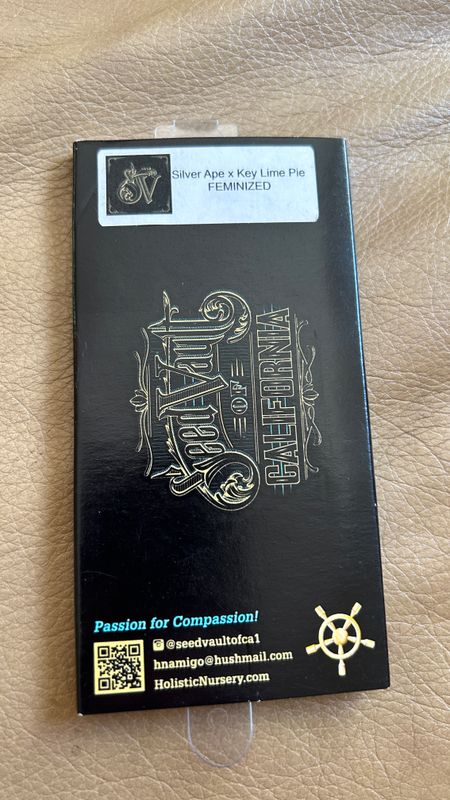 SV
Silver Ape x Key Lime Pie
FEMINIZED
Seed Vault
OF
CALIFORNIA
Passion for Compassion!
@seedvaultofca1
hnamigo@hushmail.com
HolisticNursery.com